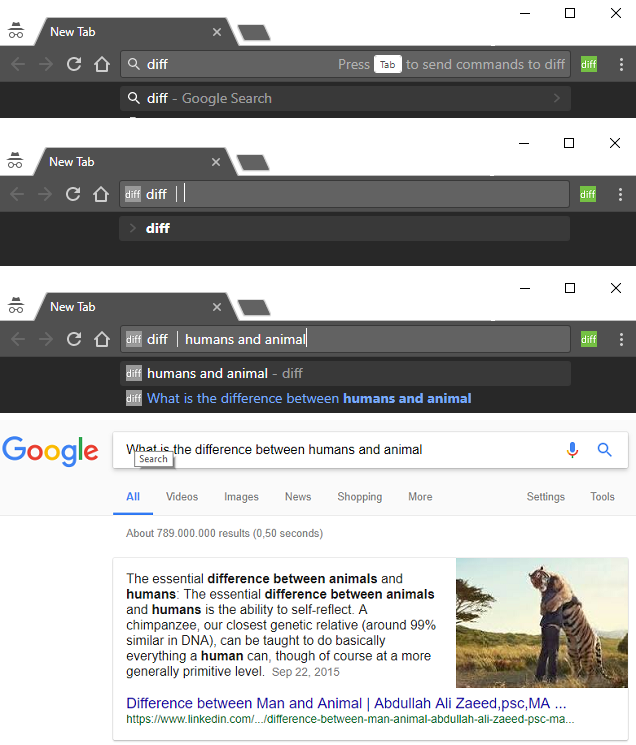 New Tab
diff Press Tab to send commands to diff diff
diff - Google Search
New Tab
diff diff | diff
diff
New Tab
diff diff | humans and animal diff
diff humans and animal - diff
diff What is the difference between humans and animal
Google What is the difference between humans and animal
Search
All Videos Images News Shopping More Settings Tools
About 789.000.000 results (0,50 seconds)
The essential difference between animals and
humans: The essential difference between animals
and humans is the ability to self-reflect. A
chimpanzee, our closest genetic relative (around 99%
similar in DNA), can be taught to do basically
everything a human can, though of course at a more
generally primitive level. Sep 22, 2015
Difference between Man and Animal | Abdullah Ali Zaeed,psc,MA ...
https://www.linkedin.com/.../difference-between-man-animal-abdullah-ali-zaeed-psc-ma...